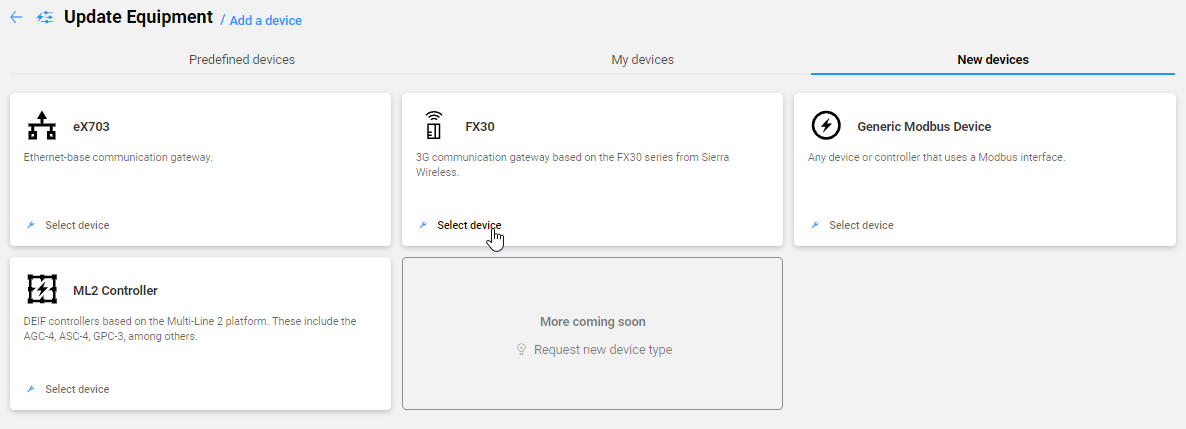 Update Equipment / Add a device
Predefined devices
My devices
New devices
eX703
Ethernet-base communication gateway.
Select device
FX30
3G communication gateway based on the FX30 series from Sierra
Wireless.
Select device
Generic Modbus Device
Any device or controller that uses a Modbus interface.
Select device
ML2 Controller
DEIF controllers based on the Multi-Line 2 platform. These include the
AGC-4, ASC-4, GPC-3, among others.
Select device
More coming soon
Request new device type